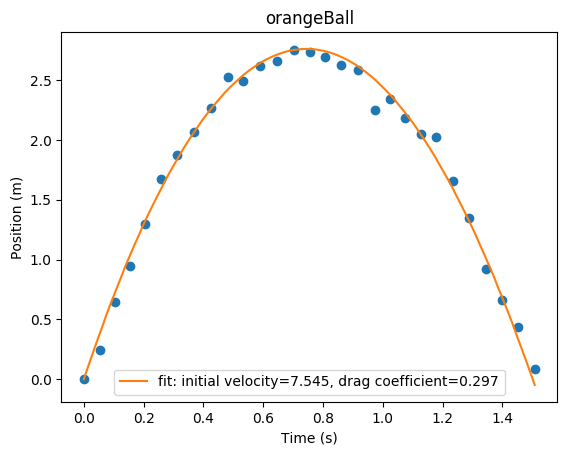 orangeBall
Position (m)
2.5
2.0
1.5
1.0
0.5
0.0
fit: initial velocity=7.545, drag coefficient=0.297
0.0 0.2 0.4 0.6 0.8 1.0 1.2 1.4
Time (s)